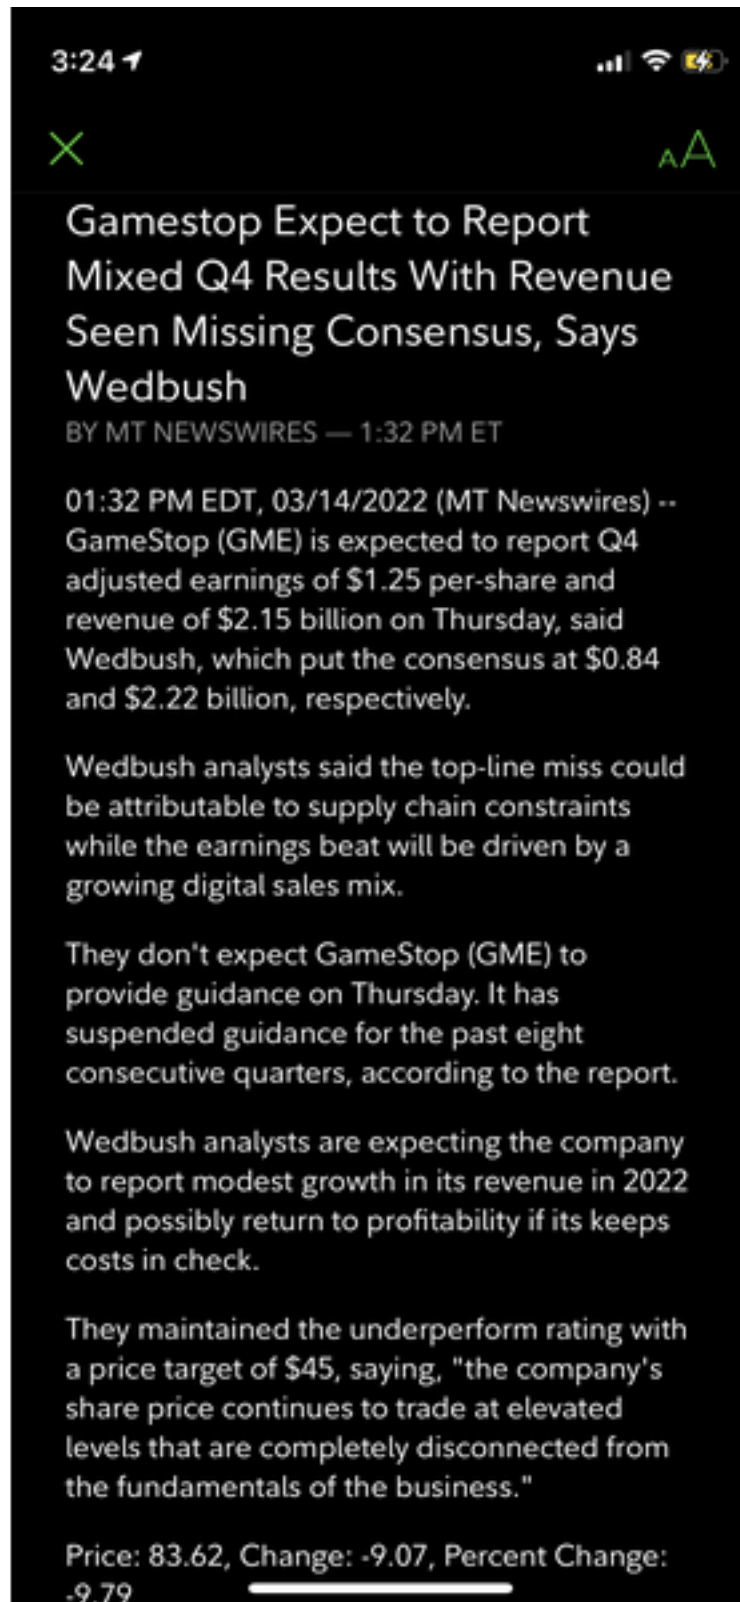 3:24
AA
Gamestop Expect to Report
Mixed Q4 Results With Revenue
Seen Missing Consensus, Says
Wedbush
BY MT NEWSWIRES — 1:32 PM ET
01:32 PM EDT, 03/14/2022 (MT Newswires) --
GameStop (GME) is expected to report Q4
adjusted earnings of $1.25 per-share and
revenue of $2.15 billion on Thursday, said
Wedbush, which put the consensus at $0.84
and $2.22 billion, respectively.
Wedbush analysts said the top-line miss could
be attributable to supply chain constraints
while the earnings beat will be driven by a
growing digital sales mix.
They don't expect GameStop (GME) to
provide guidance on Thursday. It has
suspended guidance for the past eight
consecutive quarters, according to the report.
Wedbush analysts are expecting the company
to report modest growth in its revenue in 2022
and possibly return to profitability if its keeps
costs in check.
They maintained the underperform rating with
a price target of $45, saying, "the company's
share price continues to trade at elevated
levels that are completely disconnected from
the fundamentals of the business."
Price: 83.62, Change: -9.07, Percent Change:
-9.79